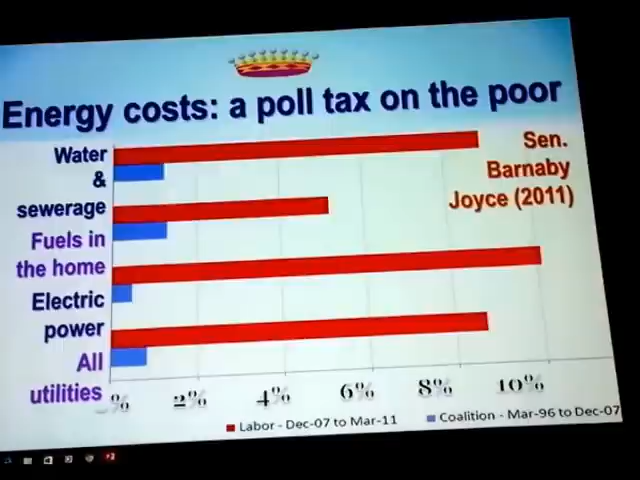 Energy costs: a poll tax on the poor
Sen.
Barnaby
Joyce (2011)
Water
&
sewerage
Fuels in
the home
Electric
power
All
utilities
% 2% 4% 6% 8% 10%
Labor - Dec-07 to Mar-11
Coalition - Mar-96 to Dec-07